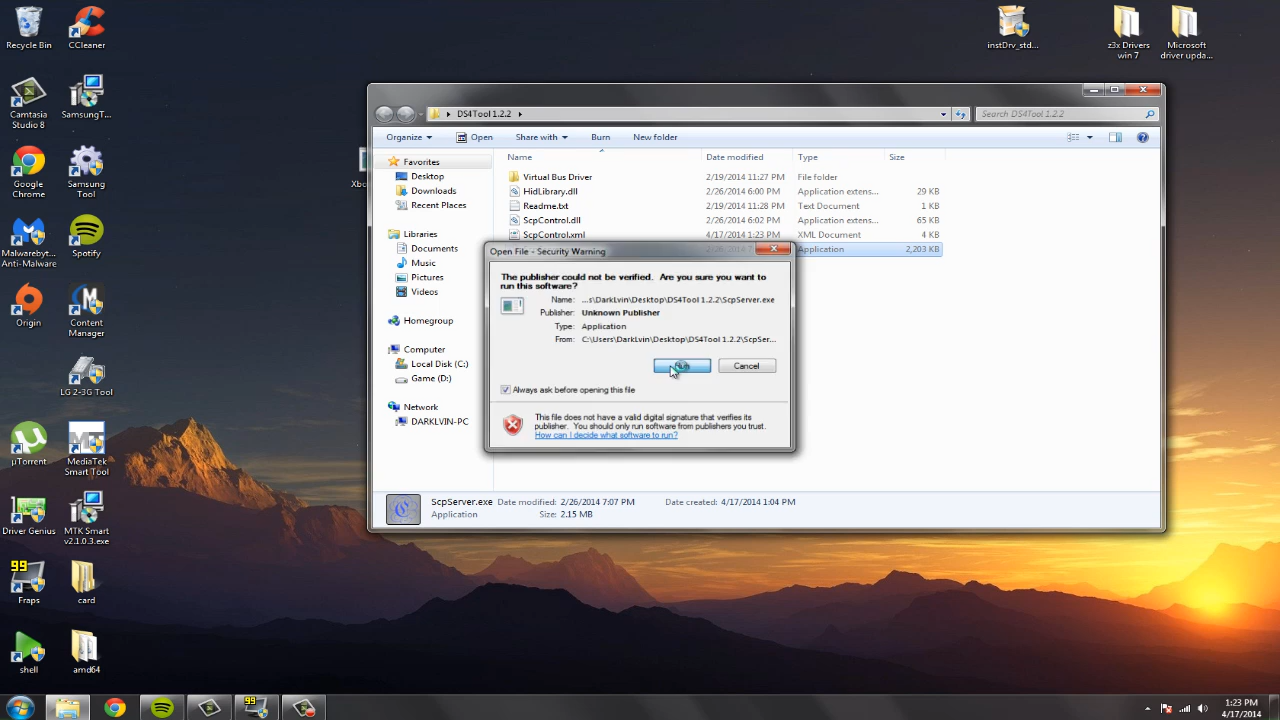 Recycle Bin
CCleaner
Camtasia
Studio 8
SamsungT...
Google
Chrome
Samsung
Tool
Malwarebyt...
Anti-Malware
Spotify
Origin
Content
Manager
LG 2-3G Tool
µTorrent
MediaTek
Smart Tool
Driver Genius
MTK Smart
v2.1.0.3.exe
99
Fraps
card
shell
amd64
instDrv_std...
z3x Drivers
win 7
Microsoft
driver upda...
Xbc
DS4Tool 1.2.2
Search DS4Tool 1.2.2
Organize
Open
Share with
Burn
New folder
Favorites
Desktop
Downloads
Recent Places
Libraries
Documents
Music
Pictures
Videos
Homegroup
Computer
Local Disk (C:)
Game (D:)
Network
DARKLVIN-PC
Name Date modified Type Size
Virtual Bus Driver 2/19/2014 11:27 PM File folder
HidLibrary.dll 2/26/2014 6:00 PM Application extens... 29 KB
Readme.txt 2/19/2014 11:28 PM Text Document 1 KB
ScpControl.dll 2/26/2014 6:02 PM Application extens... 65 KB
ScpControl.xml 4/17/2014 1:23 PM XML Document 4 KB
Application 2,203 KB
Open File - Security Warning
The publisher could not be verified. Are you sure you want to
run this software?
Name: ...s\DarkLvin\Desktop\DS4Tool 1.2.2\ScpServer.exe
Publisher: Unknown Publisher
Type: Application
From: C:\Users\DarkLvin\Desktop\DS4Tool 1.2.2\ScpSer...
Cancel
Always ask before opening this file
This file does not have a valid digital signature that verifies its
publisher. You should only run software from publishers you trust.
How can I decide what software to run?
ScpServer.exe Date modified: 2/26/2014 7:07 PM Date created: 4/17/2014 1:04 PM
Application Size: 2.15 MB
99
1:23 PM
4/17/2014